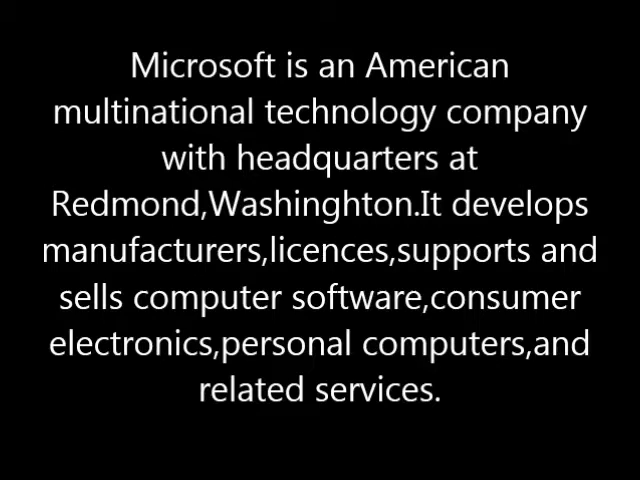 Microsoft is an American
multinational technology company
with headquarters at
Redmond,Washinghton.It develops
manufacturers,licences,supports and
sells computer software,consumer
electronics,personal computers,and
related services.